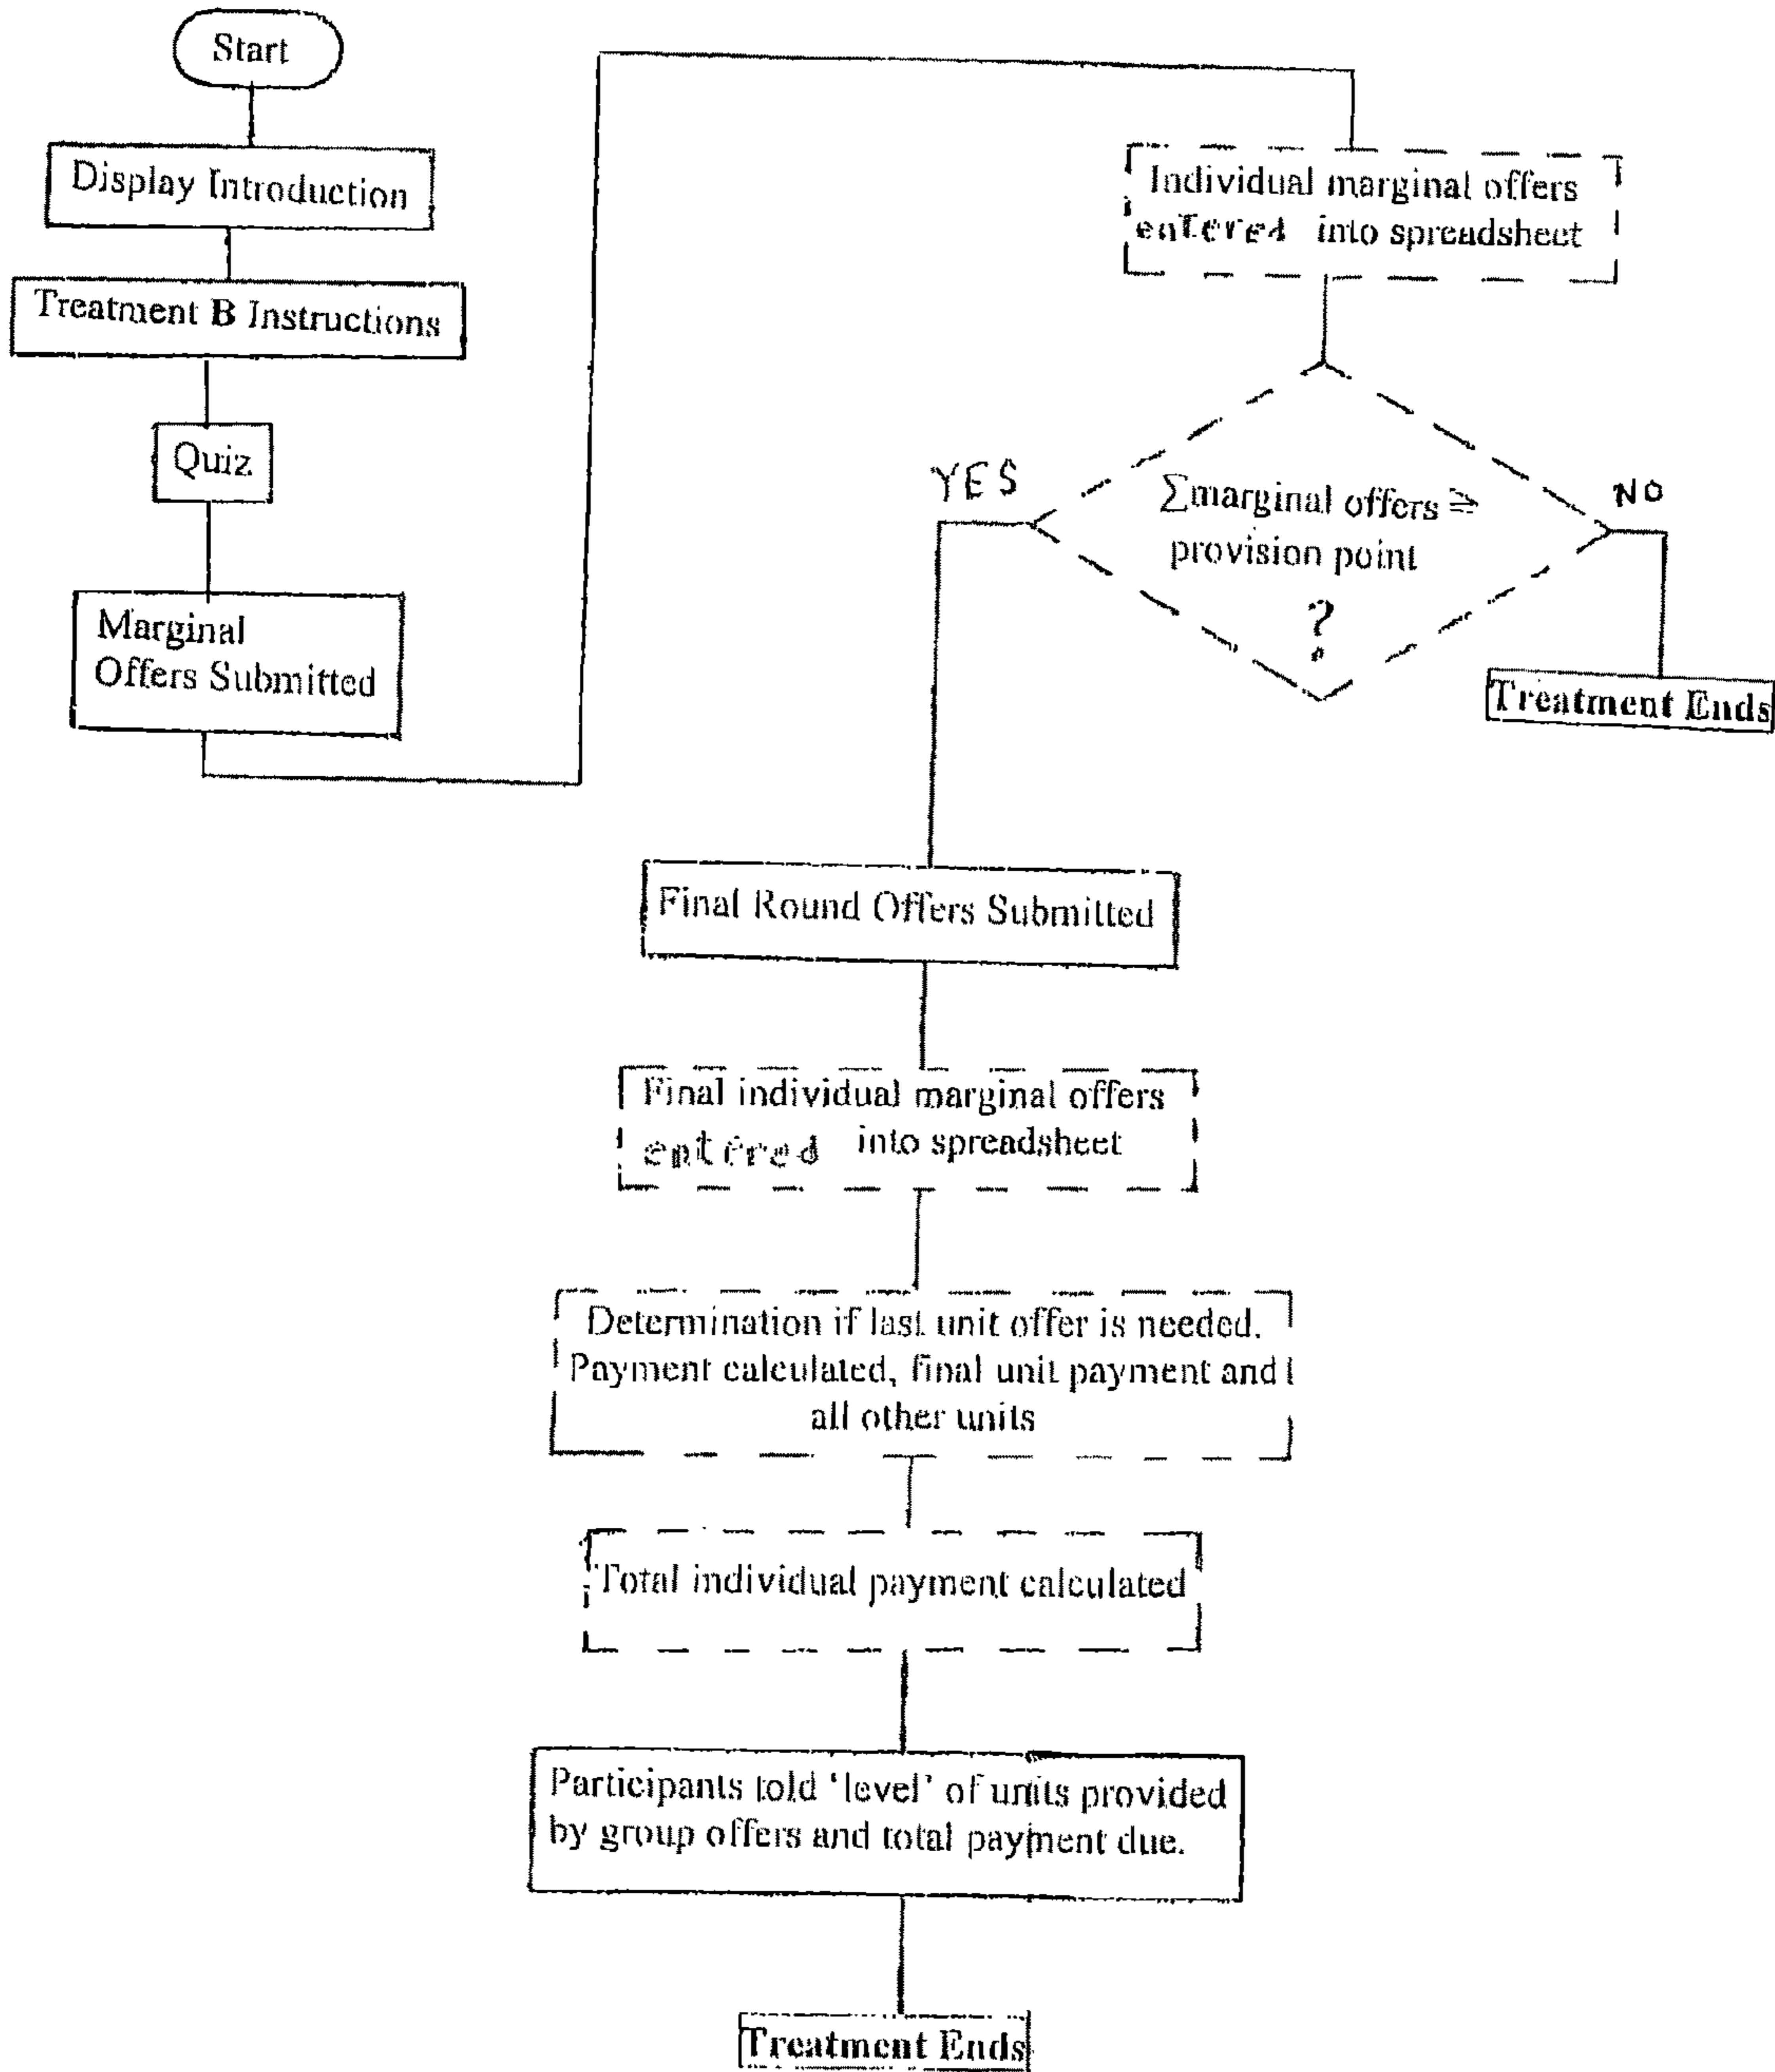 Start
Display Introduction
Treatment B Instructions
Quiz
Marginal
Offers Submitted
Individual marginal offers
entered into spreadsheet
YES
∑marginal offers ≥
provision point
?
NO
Treatment Ends
Final Round Offers Submitted
Final individual marginal offers
entered into spreadsheet
Determination if last unit offer is needed.
Payment calculated, final unit payment and
all other units
Total individual payment calculated
Participants told ‘level’ of units provided
by group offers and total payment due.
Treatment Ends